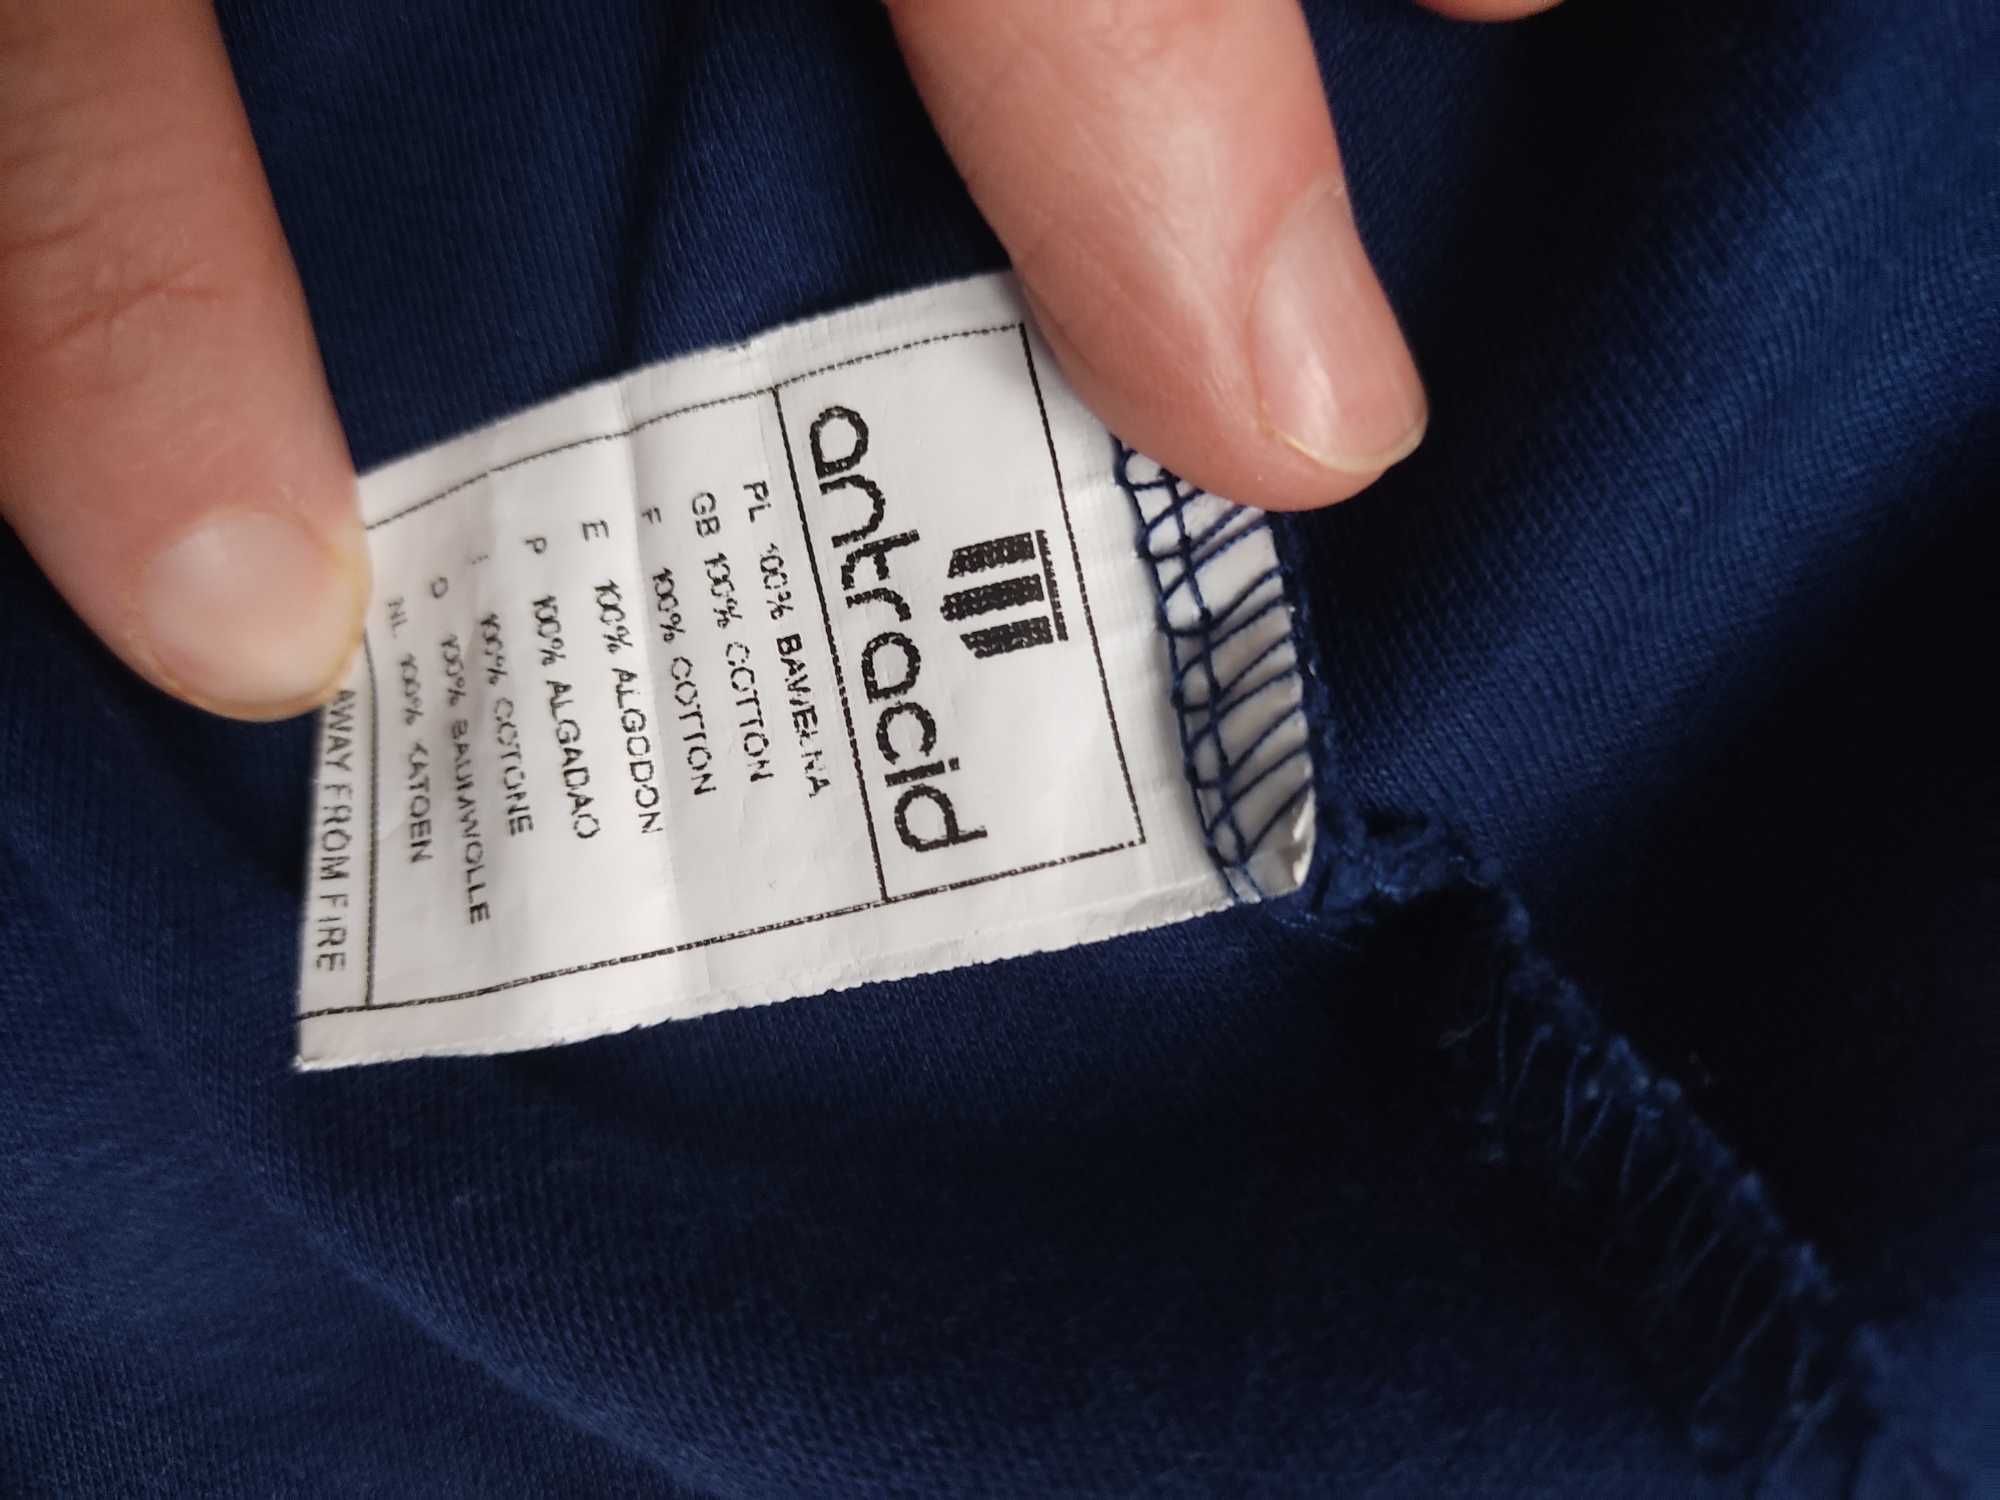 antracid
PL 100% BAWEŁNA
GB 100% COTTON
F 100% COTTON
E 100% ALGODON
P 100% ALGADAO
I 100% COTONE
D 100% BAUMWOLLE
NL 100% KATOEN
AWAY FROM FIRE